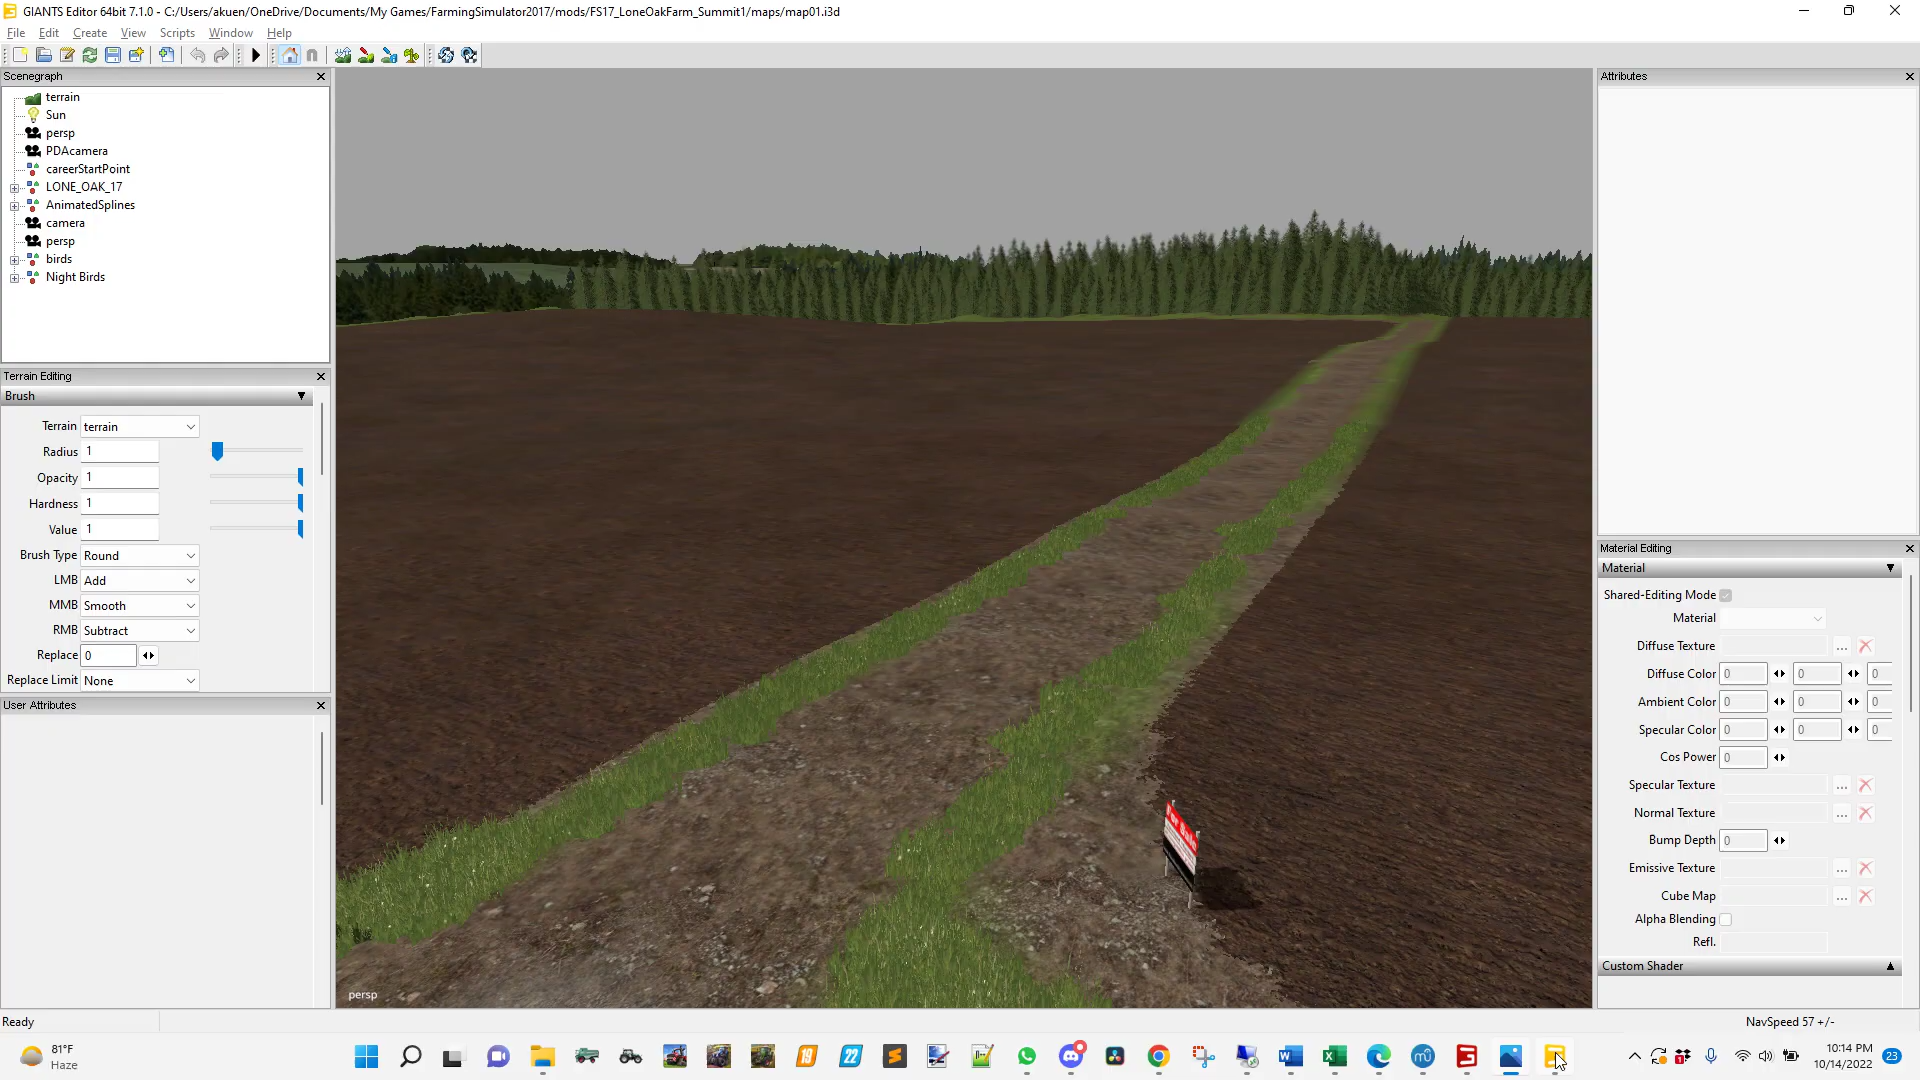 GIANTS Editor 64bit 7.1.0 - C:/Users/akuen/OneDrive/Documents/My Games/FarmingSimulator2017/mods/FS17_LoneOakFarm_Summit1/maps/map01.i3d
File Edit Create View Scripts Window Help
Scenegraph
terrain
Sun
persp
PDAcamera
careerStartPoint
LONE_OAK_17
AnimatedSplines
camera
persp
birds
Night Birds
Terrain Editing
Brush
Terrain terrain
Radius 1
Opacity 1
Hardness 1
Value 1
Brush Type Round
LMB Add
MMB Smooth
RMB Subtract
Replace 0
Replace Limit None
User Attributes
For Sale
persp
Attributes
Material Editing
Material
Shared-Editing Mode
Material
Diffuse Texture ...
Diffuse Color 0 0 0
Ambient Color 0 0 0
Specular Color 0 0 0
Cos Power 0
Specular Texture ...
Normal Texture ...
Bump Depth 0
Emissive Texture ...
Cube Map ...
Alpha Blending
Refl.
Custom Shader
Ready
NavSpeed 57 +/-
81°F
Haze
19
22
10:14 PM
10/14/2022
23